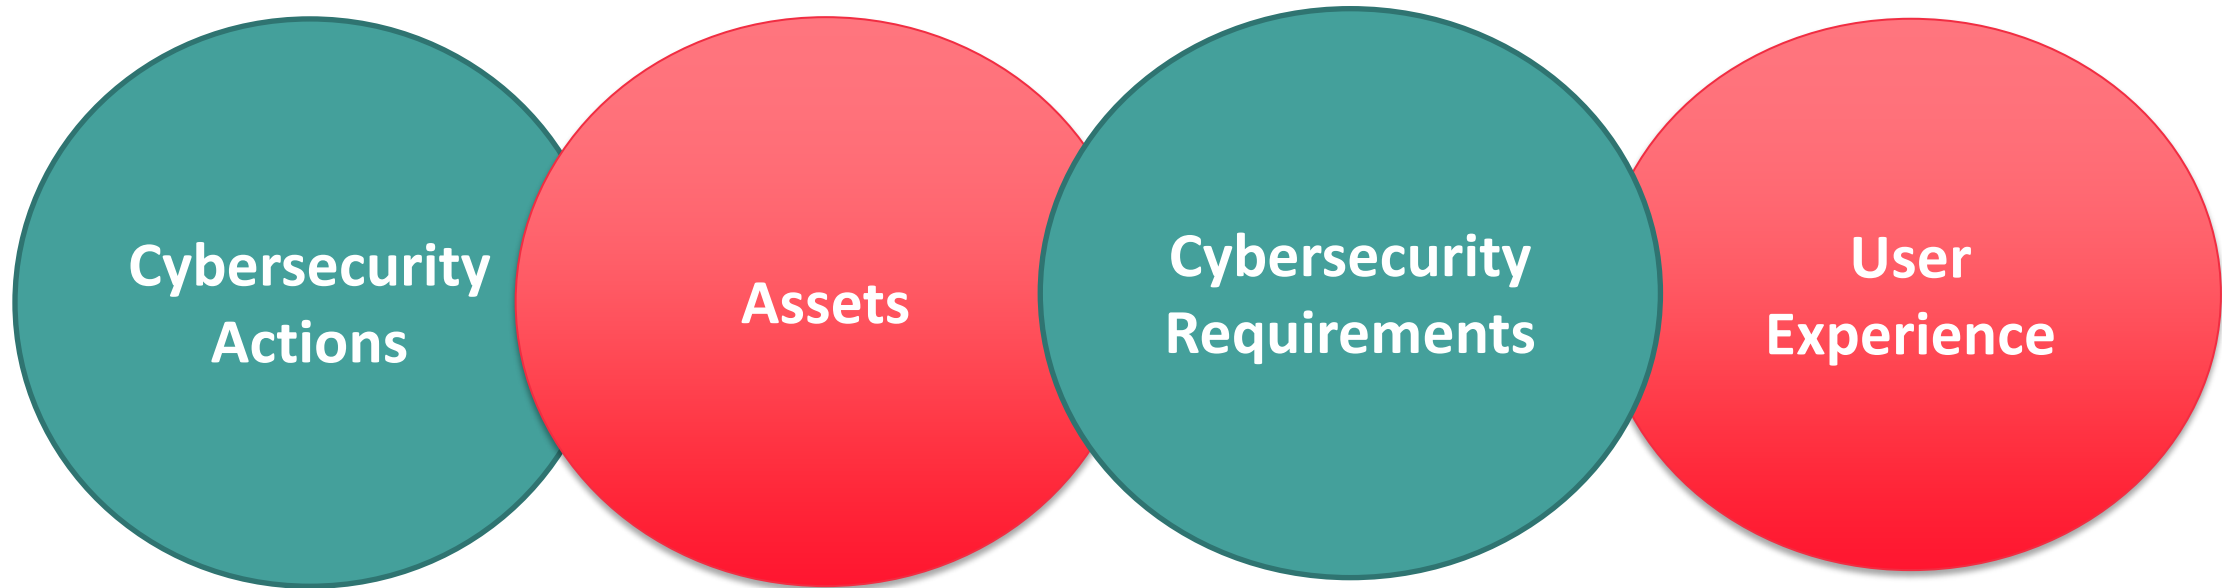 Cybersecurity
Actions
Assets
Cybersecurity
Requirements
User
Experience